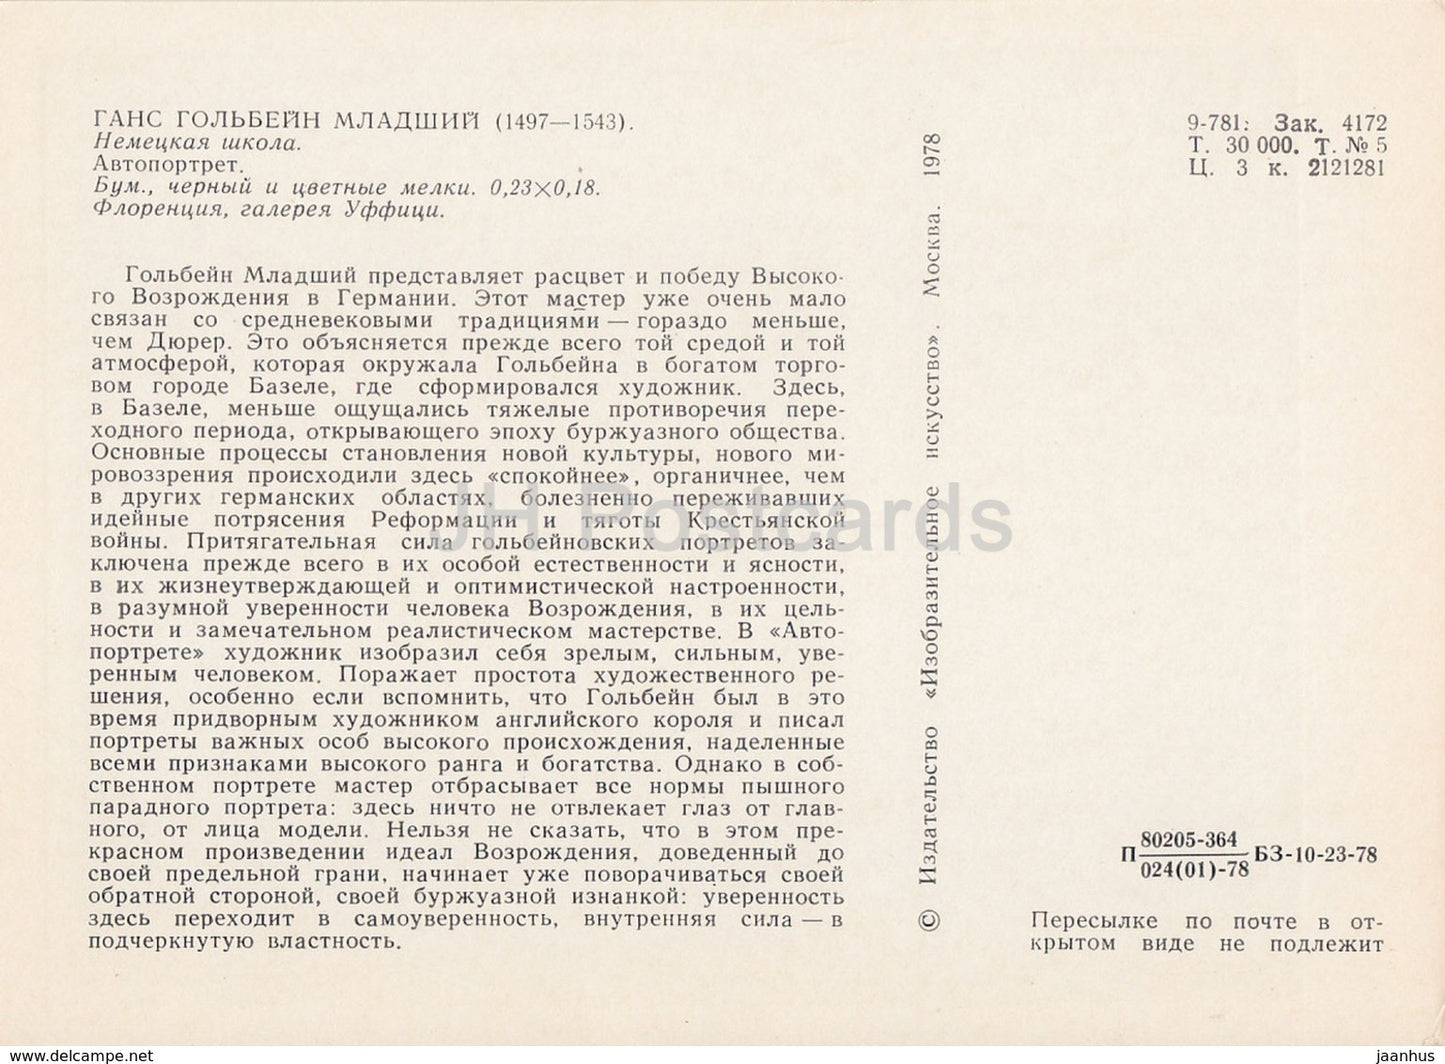 ГАНС ГОЛЬБЕЙН МЛАДШИЙ (1497—1543).
Немецкая школа.
Автопортрет.
Бум., черный и цветные мелки. 0,23×0,18.
Флоренция, галерея Уффици.
Гольбейн Младший представляет расцвет и победу Высоко-
го Возрождения в Германии. Этот мастер уже очень мало
связан со средневековыми традициями — гораздо меньше,
чем Дюрер. Это объясняется прежде всего той средой и той
атмосферой, которая окружала Гольбейна в богатом торго-
вом городе Базеле, где сформировался художник. Здесь,
в Базеле, меньше ощущались тяжелые противоречия пере-
ходного периода, открывающего эпоху буржуазного общества.
Основные процессы становления новой культуры, нового ми-
ровоззрения происходили здесь «спокойнее», органичнее, чем
в других германских областях, болезненно переживавших
идейные потрясения Реформации и тяготы Крестьянской
войны. Притягательная сила гольбейновских портретов за-
ключена прежде всего в их особой естественности и ясности,
в их жизнеутверждающей и оптимистической настроенности,
в разумной уверенности человека Возрождения, в их цель-
ности и замечательном реалистическом мастерстве. В «Авто-
портрете» художник изобразил себя зрелым, сильным, уве-
ренным человеком. Поражает простота художественного ре-
шения, особенно если вспомнить, что Гольбейн был в это
время придворным художником английского короля и писал
портреты важных особ высокого происхождения, наделенные
всеми признаками высокого ранга и богатства. Однако в соб-
ственном портрете мастер отбрасывает все нормы пышного
парадного портрета: здесь ничто не отвлекает глаз от глав-
ного, от лица модели. Нельзя не сказать, что в этом пре-
красном произведении идеал Возрождения, доведенный до
своей предельной грани, начинает уже поворачиваться своей
обратной стороной, своей буржуазной изнанкой: уверенность
здесь переходит в самоуверенность, внутренняя сила — в
подчеркнутую властность.
© Издательство «Изобразительное искусство». Москва. 1978
9-781: Зак. 4172
Т. 30 000. Т. № 5
Ц. 3 к. 2121281
П 80205-364 БЗ-10-23-78
024(01)-78
Пересылке по почте в от-
крытом виде не подлежит
JH Postcards
www.delcampe.net
jaanhus